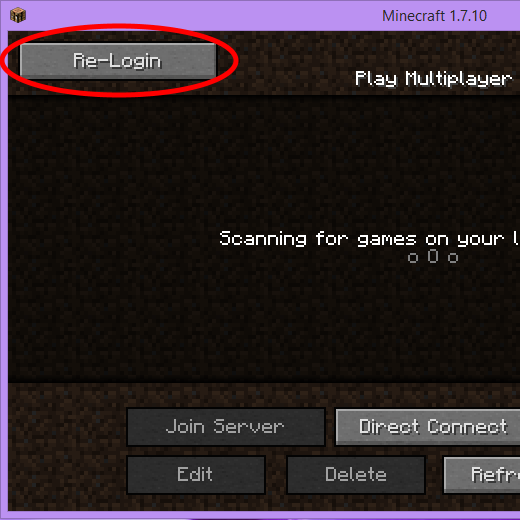 Minecraft 1.7.10
Re-Login
Play Multiplayer
Scanning for games on your l
o O o
Join Server
Direct Connect
Edit
Delete
Refr